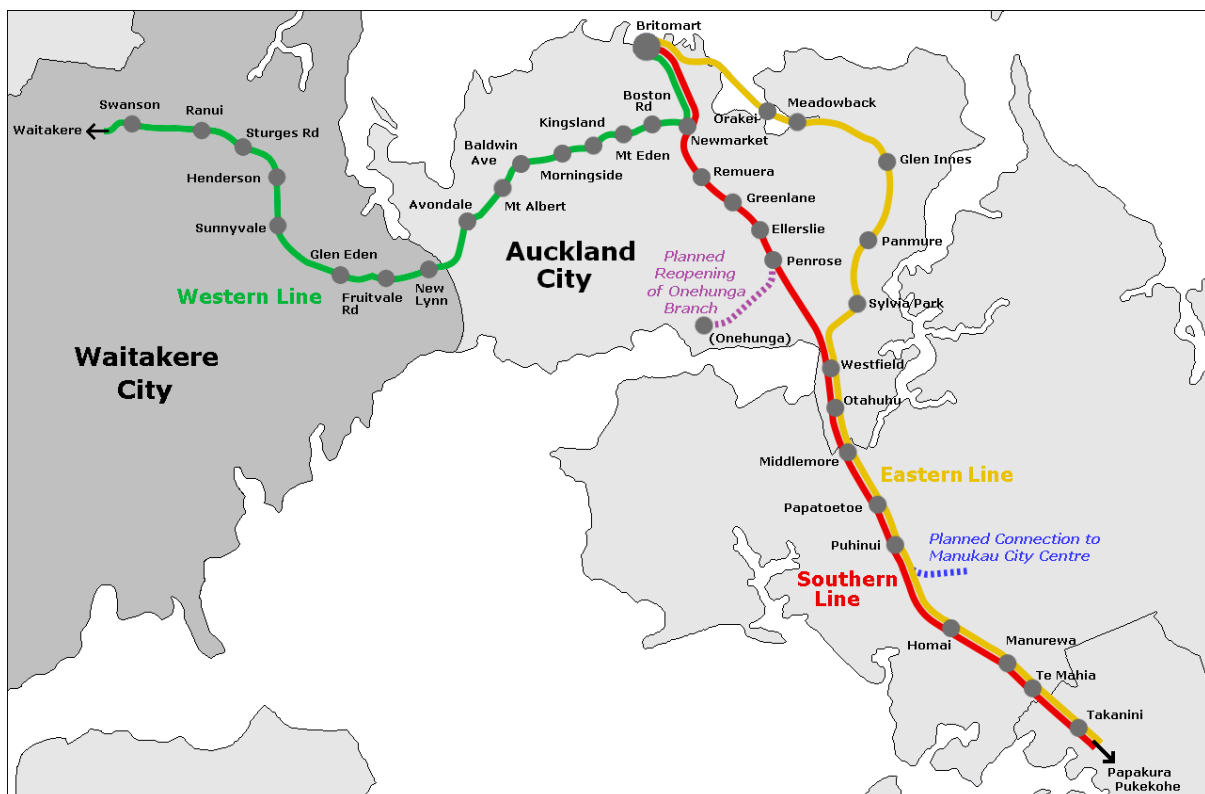 Britomart
Swanson
Ranui
Waitakere
Sturges Rd
Boston
Rd
Meadowback
Orakei
Kingsland
Newmarket
Baldwin
Ave
Mt Eden
Glen Innes
Henderson
Morningside
Remuera
Mt Albert
Greenlane
Avondale
Sunnyvale
Ellerslie
Panmure
Glen Eden
Auckland
City
Planned
Reopening
of Onehunga
Branch
Penrose
Western Line
Fruitvale
Rd
New
Lynn
Sylvia Park
(Onehunga)
Waitakere
City
Westfield
Otahuhu
Middlemore
Eastern Line
Papatoetoe
Puhinui
Planned Connection to
Manukau City Centre
Southern
Line
Homai
Manurewa
Te Mahia
Takanini
Papakura
Pukekohe